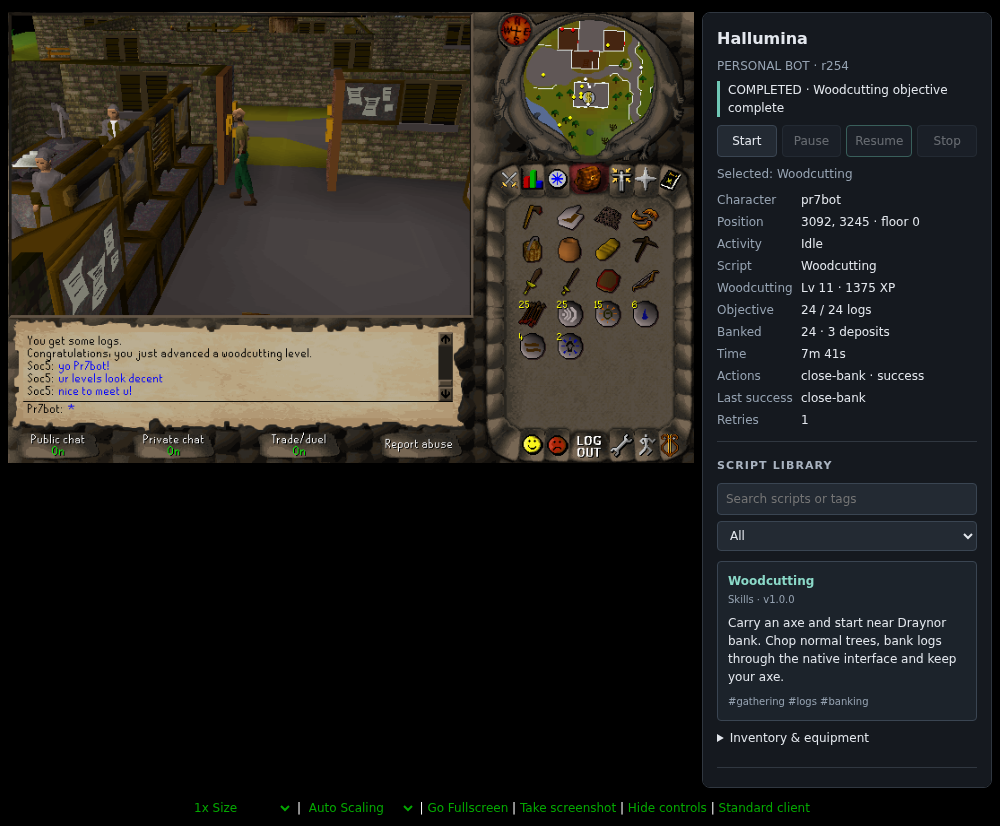 You get some logs.
Congratulations, you just advanced a woodcutting level.
Soc5: yo Pr7bot!
Soc5: ur levels look decent
Soc5: nice to meet u!
Pr7bot: *
Public chat
On
Private chat
On
Trade/duel
On
Report abuse
25
25
15
6
4
2
LOG
OUT
Hallumina
PERSONAL BOT · r254
COMPLETED · Woodcutting objective
complete
Start
Pause
Resume
Stop
Selected: Woodcutting
Character pr7bot
Position 3092, 3245 · floor 0
Activity Idle
Script Woodcutting
Woodcutting Lv 11 · 1375 XP
Objective 24 / 24 logs
Banked 24 · 3 deposits
Time 7m 41s
Actions close-bank · success
Last success close-bank
Retries 1
SCRIPT LIBRARY
Search scripts or tags
All
Woodcutting
Skills · v1.0.0
Carry an axe and start near Draynor
bank. Chop normal trees, bank logs
through the native interface and keep
your axe.
#gathering #logs #banking
Inventory & equipment
1x Size | Auto Scaling | Go Fullscreen | Take screenshot | Hide controls | Standard client